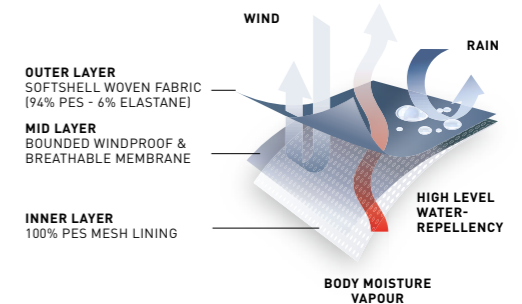 WIND
RAIN
OUTER LAYER
SOFTSHELL WOVEN FABRIC
(94% PES - 6% ELASTANE)
MID LAYER
BOUNDED WINDPROOF &
BREATHABLE MEMBRANE
INNER LAYER
100% PES MESH LINING
HIGH LEVEL
WATER-
REPELLENCY
BODY MOISTURE
VAPOUR